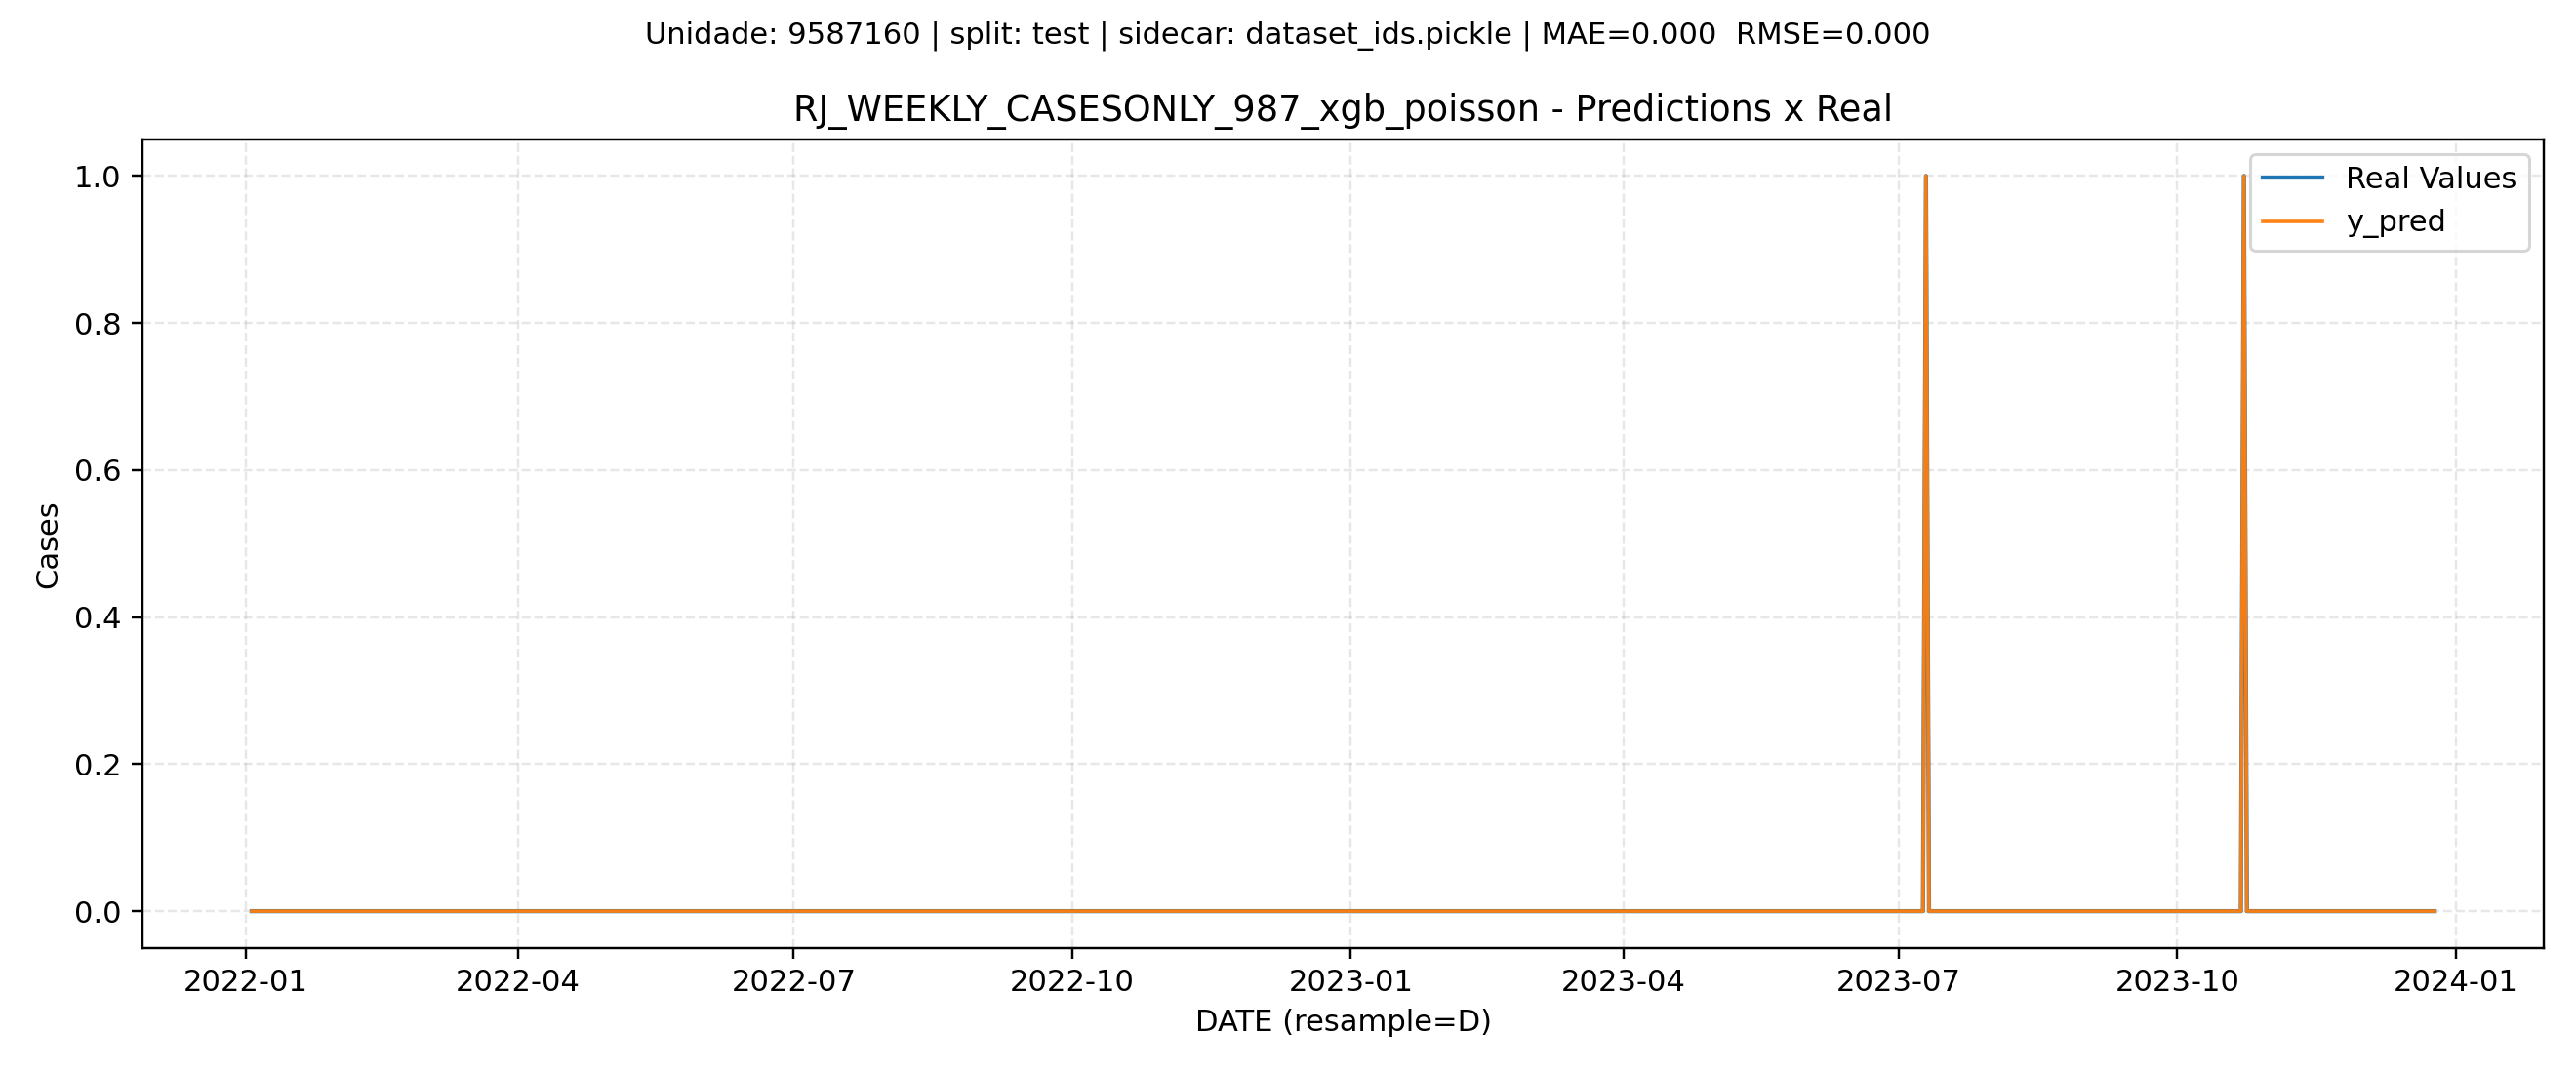 Unidade: 9587160 | split: test | sidecar: dataset_ids.pickle | MAE=0.000  RMSE=0.000
RJ_WEEKLY_CASESONLY_987_xgb_poisson - Predictions x Real
Real Values
y_pred
1.0
0.8
0.6
0.4
0.2
0.0
Cases
2022-01 2022-04 2022-07 2022-10 2023-01 2023-04 2023-07 2023-10 2024-01
DATE (resample=D)